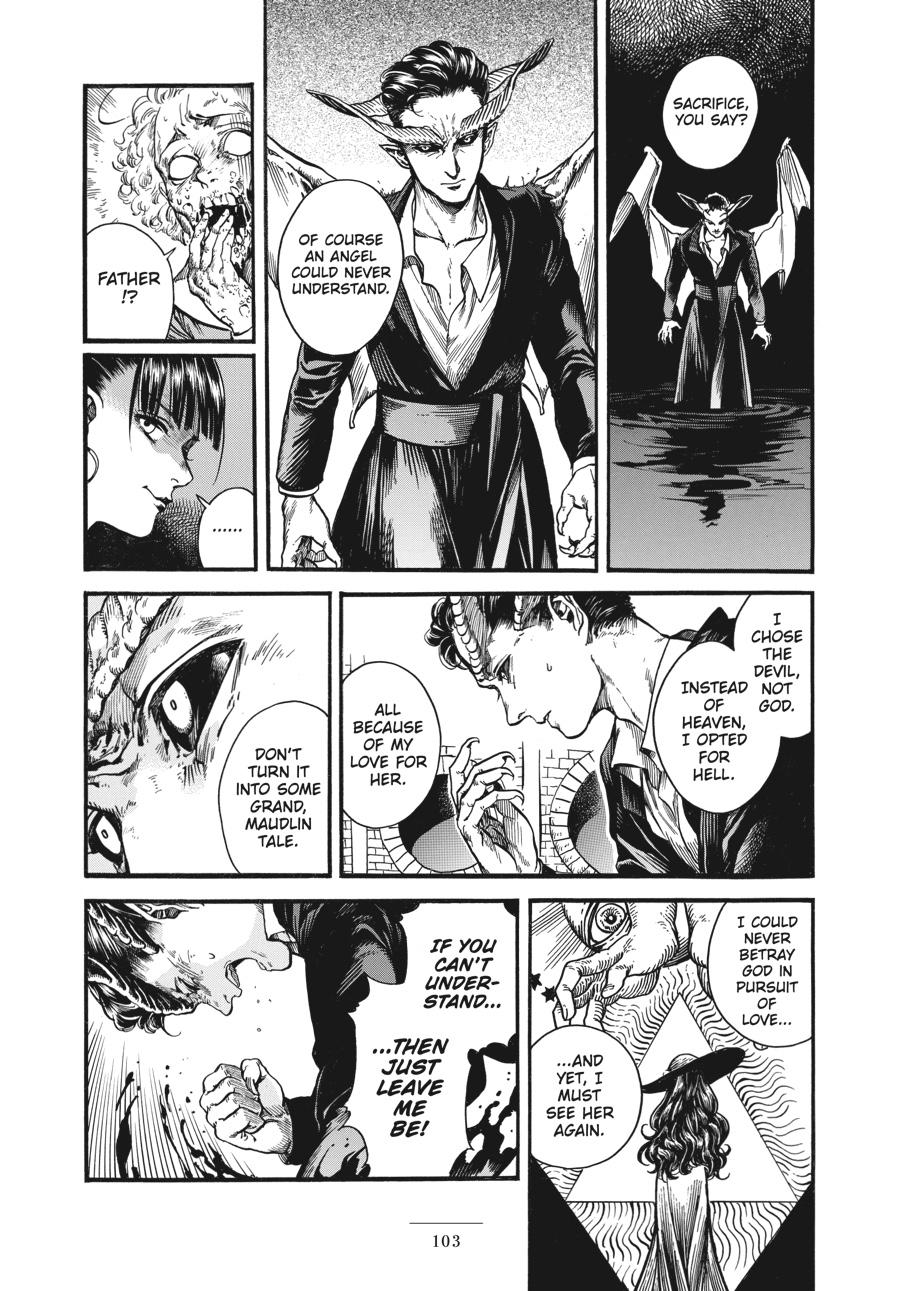 SACRIFICE,
YOU SAY?
OF COURSE
AN ANGEL
COULD NEVER
UNDERSTAND.
FATHER
!?
......
I
CHOSE
THE
DEVIL,
NOT
GOD.
INSTEAD
OF
HEAVEN,
I OPTED
FOR
HELL.
ALL
BECAUSE
OF MY
LOVE FOR
HER.
DON'T
TURN IT
INTO SOME
GRAND,
MAUDLIN
TALE.
I COULD
NEVER
BETRAY
GOD IN
PURSUIT
OF
LOVE...
...AND
YET, I
MUST
SEE HER
AGAIN.
IF YOU
CAN'T
UNDER-
STAND...
...THEN
JUST
LEAVE
ME
BE!
103